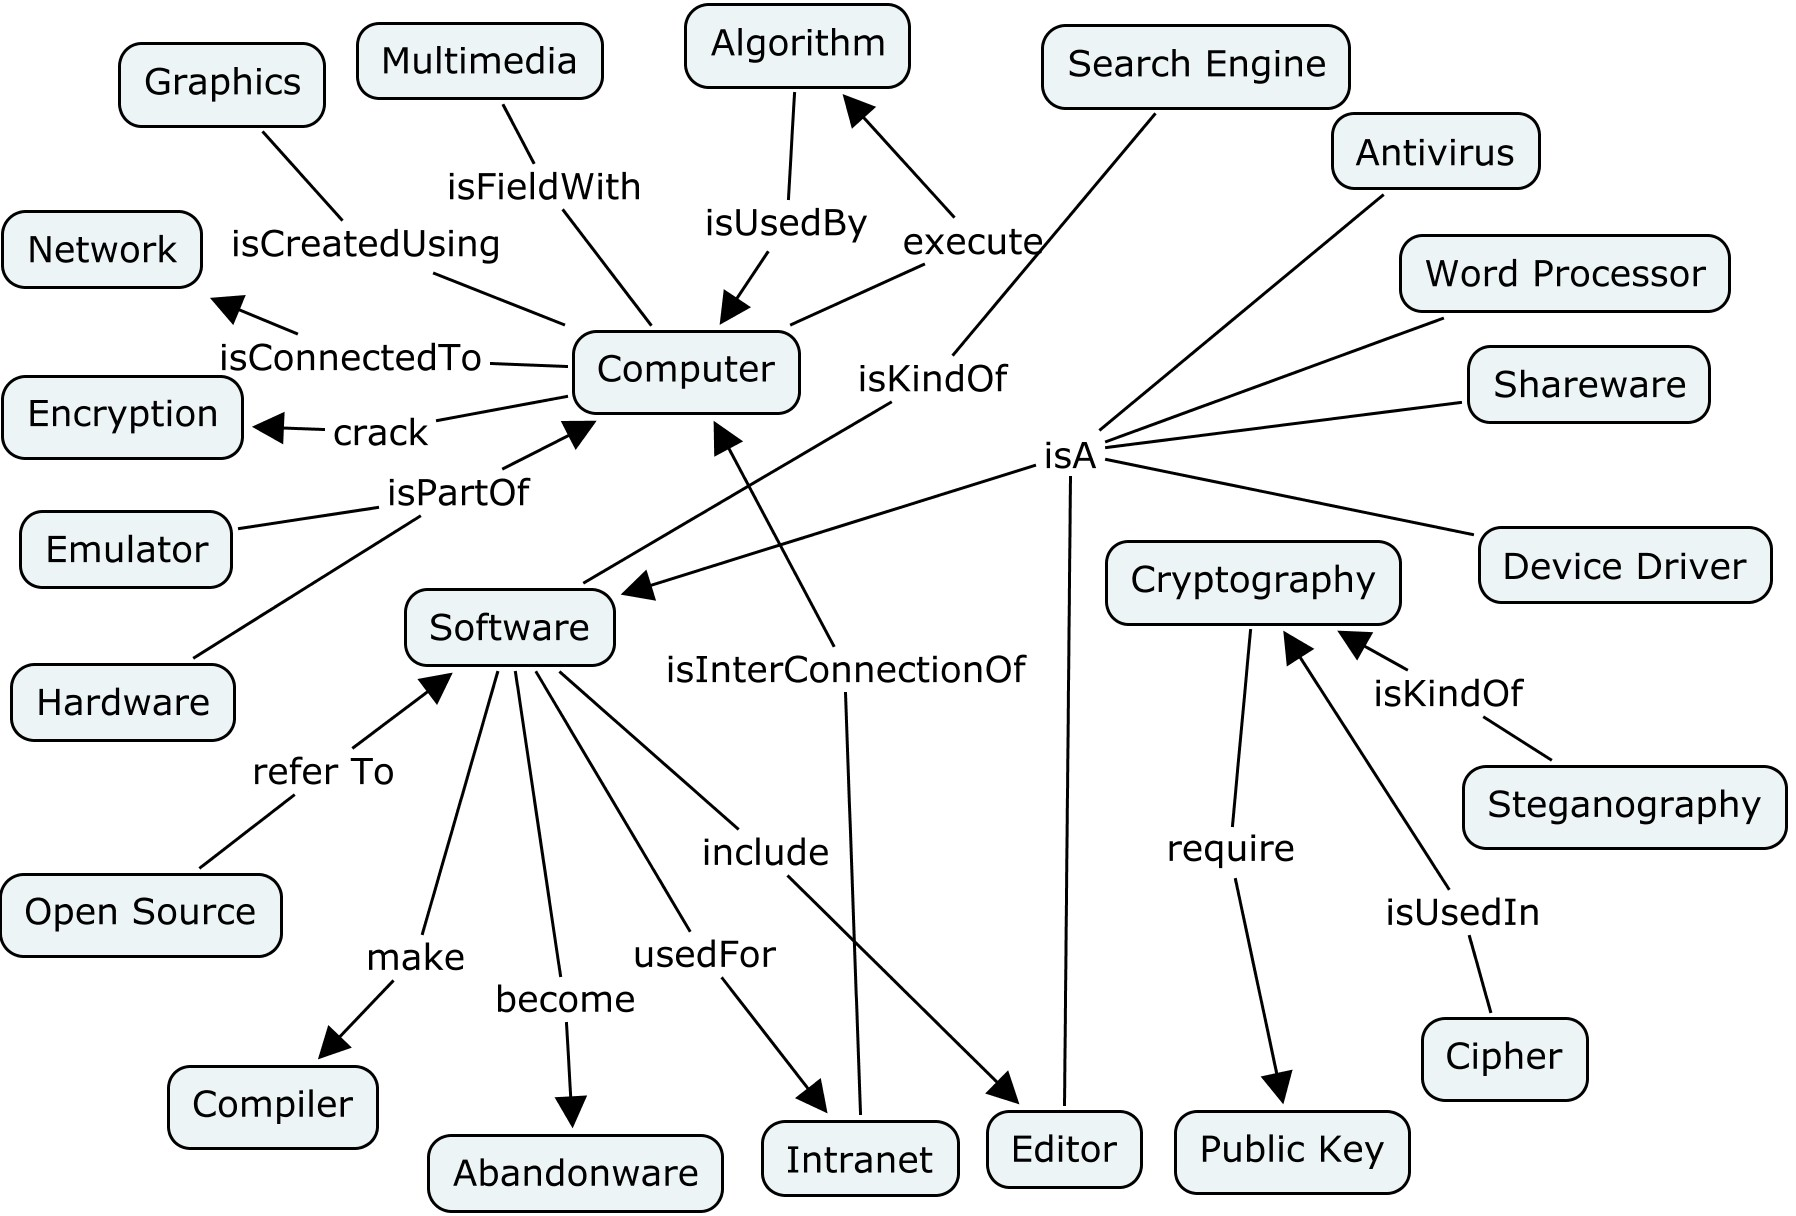 Algorithm
Multimedia
Search Engine
Graphics
Antivirus
isFieldWith
isUsedBy
execute
isCreatedUsing
Network
Word Processor
isConnectedTo
Computer
isKindOf
Shareware
Encryption
crack
isA
isPartOf
Emulator
Device Driver
Cryptography
Software
isInterConnectionOf
isKindOf
Hardware
refer To
Steganography
include
require
Open Source
isUsedIn
make
usedFor
become
Cipher
Compiler
Editor
Public Key
Intranet
Abandonware